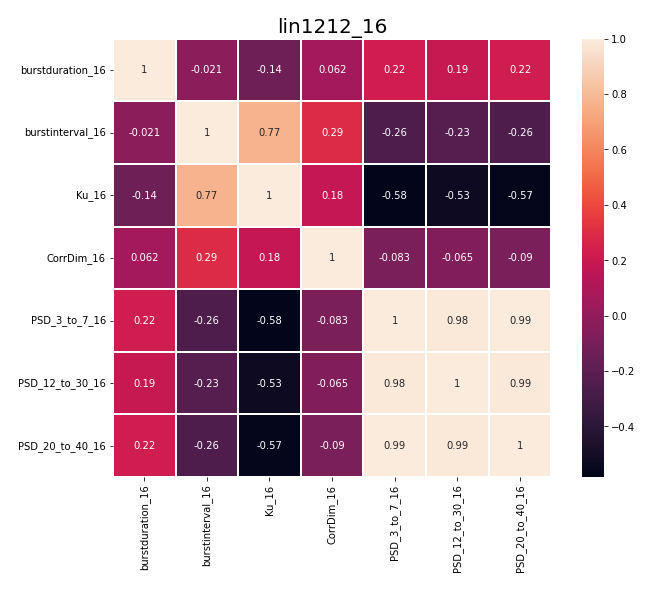 lin1212_16
burstduration_16 1 -0.021 -0.14 0.062 0.22 0.19 0.22
burstinterval_16 -0.021 1 0.77 0.29 -0.26 -0.23 -0.26
Ku_16 -0.14 0.77 1 0.18 -0.58 -0.53 -0.57
CorrDim_16 0.062 0.29 0.18 1 -0.083 -0.065 -0.09
PSD_3_to_7_16 0.22 -0.26 -0.58 -0.083 1 0.98 0.99
PSD_12_to_30_16 0.19 -0.23 -0.53 -0.065 0.98 1 0.99
PSD_20_to_40_16 0.22 -0.26 -0.57 -0.09 0.99 0.99 1
burstduration_16
burstinterval_16
Ku_16
CorrDim_16
PSD_3_to_7_16
PSD_12_to_30_16
PSD_20_to_40_16
1.0
0.8
0.6
0.4
0.2
0.0
−0.2
−0.4